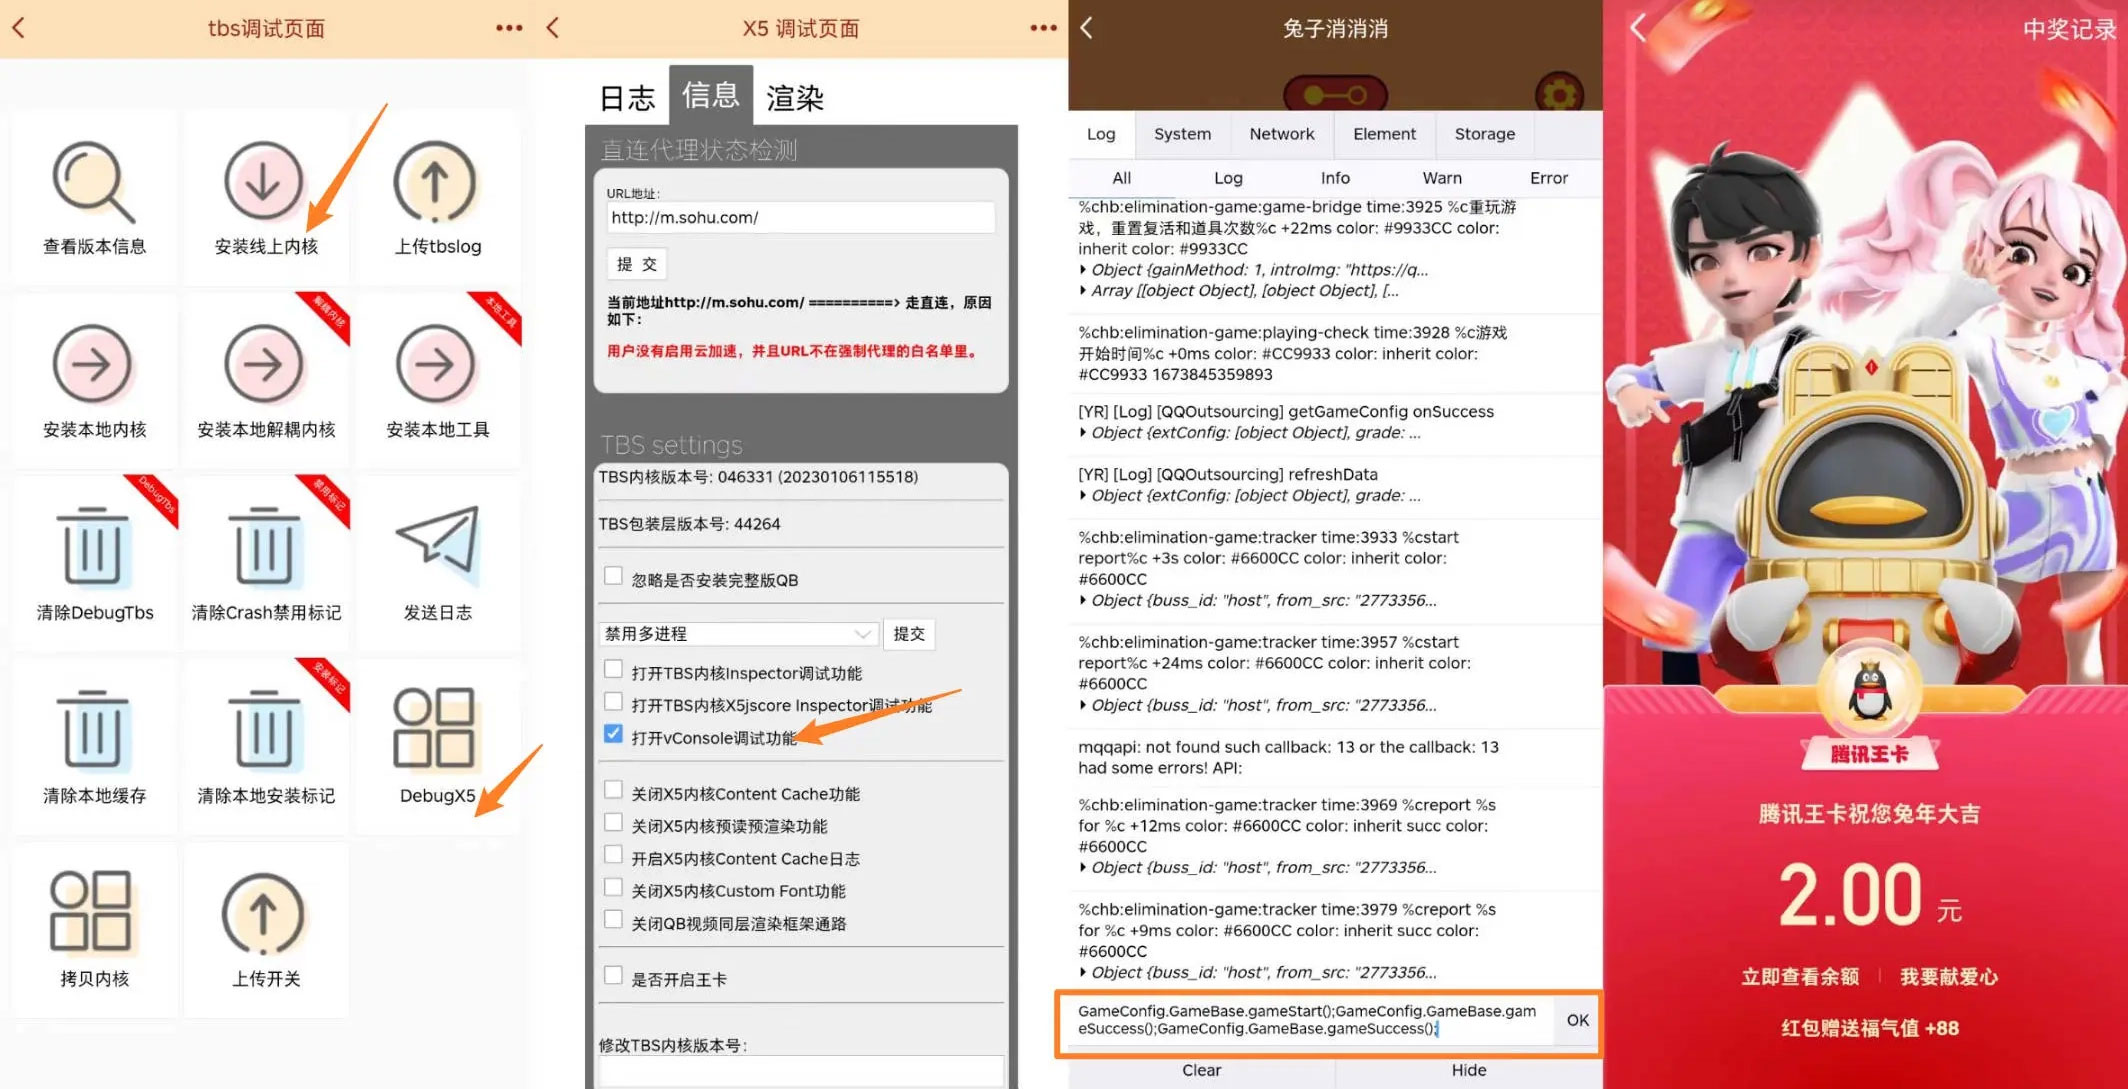 tbs调试页面
查看版本信息
安装线上内核
上传tbslog
解耦内核
本地工具
安装本地内核
安装本地解耦内核
安装本地工具
DebugTbs
禁用标记
清除DebugTbs
清除Crash禁用标记
发送日志
安装标记
清除本地缓存
清除本地安装标记
DebugX5
拷贝内核
上传开关
X5 调试页面
日志 信息 渲染
直连代理状态检测
URL地址:
http://m.sohu.com/
提 交
当前地址http://m.sohu.com/ ==========> 走直连，原因
如下:
用户没有启用云加速，并且URL不在强制代理的白名单里。
TBS settings
TBS内核版本号: 046331 (20230106115518)
TBS包装层版本号: 44264
忽略是否安装完整版QB
禁用多进程
提交
打开TBS内核Inspector调试功能
打开TBS内核X5jscore Inspector调试功能
打开vConsole调试功能
关闭X5内核Content Cache功能
关闭X5内核预读预渲染功能
开启X5内核Content Cache日志
关闭X5内核Custom Font功能
关闭QB视频同层渲染框架通路
是否开启王卡
修改TBS内核版本号:
兔子消消消
Log System Network Element Storage
All Log Info Warn Error
%chb:elimination-game:game-bridge time:3925 %c重玩游
戏，重置复活和道具次数%c +22ms color: #9933CC color:
inherit color: #9933CC
Object {gainMethod: 1, introImg: "https://q...
Array [[object Object], [object Object], [...
%chb:elimination-game:playing-check time:3928 %c游戏
开始时间%c +0ms color: #CC9933 color: inherit color:
#CC9933 1673845359893
[YR] [Log] [QQOutsourcing] getGameConfig onSuccess
Object {extConfig: [object Object], grade: ...
[YR] [Log] [QQOutsourcing] refreshData
Object {extConfig: [object Object], grade: ...
%chb:elimination-game:tracker time:3933 %cstart
report%c +3s color: #6600CC color: inherit color:
#6600CC
Object {buss_id: "host", from_src: "2773356...
%chb:elimination-game:tracker time:3957 %cstart
report%c +24ms color: #6600CC color: inherit color:
#6600CC
Object {buss_id: "host", from_src: "2773356...
mqqapi: not found such callback: 13 or the callback: 13
had some errors! API:
%chb:elimination-game:tracker time:3969 %creport %s
for %c +12ms color: #6600CC color: inherit succ color:
#6600CC
Object {buss_id: "host", from_src: "2773356...
%chb:elimination-game:tracker time:3979 %creport %s
for %c +9ms color: #6600CC color: inherit succ color:
#6600CC
Object {buss_id: "host", from_src: "2773356...
GameConfig.GameBase.gameStart();GameConfig.GameBase.gam
eSuccess();GameConfig.GameBase.gameSuccess();
OK
Clear Hide
中奖记录
腾讯王卡
腾讯王卡祝您兔年大吉
2.00 元
立即查看余额 | 我要献爱心
红包赠送福气值 +88